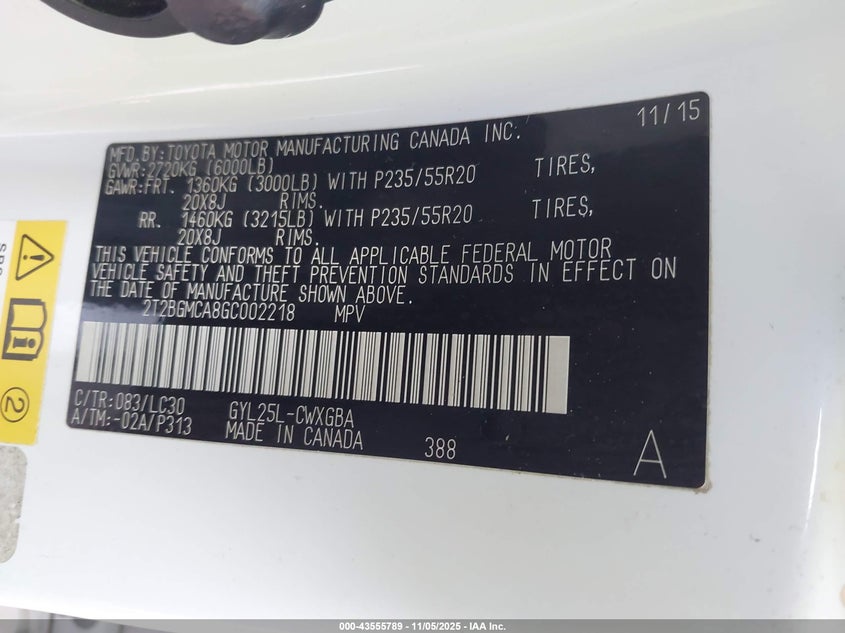 MFD.BY:TOYOTA MOTOR MANUFACTURING CANADA INC. 11/15
GVWR:2720KG (6000LB)
GAWR:FRT. 1360KG (3000LB) WITH P235/55R20 TIRES,
20X8J RIMS.
RR. 1460KG (3215LB) WITH P235/55R20 TIRES,
20X8J RIMS.
THIS VEHICLE CONFORMS TO ALL APPLICABLE FEDERAL MOTOR
VEHICLE SAFETY AND THEFT PREVENTION STANDARDS IN EFFECT ON
THE DATE OF MANUFACTURE SHOWN ABOVE.
2T2BGMCA8GC002218 MPV
C/TR:083/LC30 GYL25L-CWXGBA
A/TM:-02A/P313 MADE IN CANADA 388 A
2
000-43555789 - 11/05/2025 - IAA Inc.